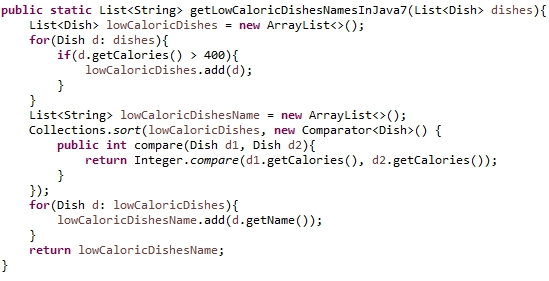 public static List<String> getLowCaloricDishesNamesInJava7(List<Dish> dishes){
    List<Dish> lowCaloricDishes = new ArrayList<>();
    for(Dish d: dishes){
        if(d.getCalories() > 400){
            lowCaloricDishes.add(d);
        }
    }
    List<String> lowCaloricDishesName = new ArrayList<>();
    Collections.sort(lowCaloricDishes, new Comparator<Dish>() {
        public int compare(Dish d1, Dish d2){
            return Integer.compare(d1.getCalories(), d2.getCalories());
        }
    });
    for(Dish d: lowCaloricDishes){
        lowCaloricDishesName.add(d.getName());
    }
    return lowCaloricDishesName;
}